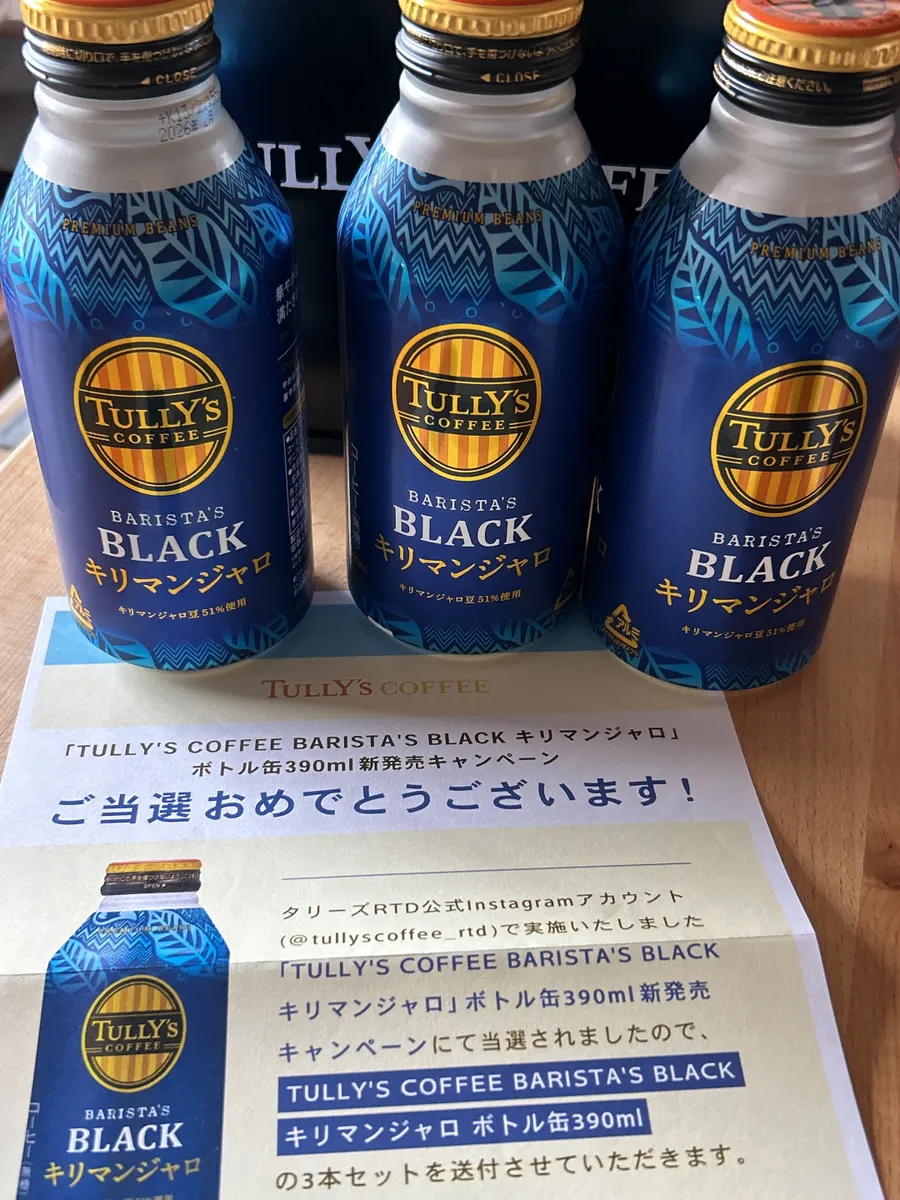 CLOSE
CLOSE
2026年
PREMIUM BEANS
TULLY'S
COFFEE
BARISTA'S
BLACK
キリマンジャロ
キリマンジャロ豆51%使用
アルミ
PREMIUM BEANS
TULLY'S
COFFEE
BARISTA'S
BLACK
キリマンジャロ
キリマンジャロ豆51%使用
PREMIUM BEANS
TULLY'S
COFFEE
BARISTA'S
BLACK
キリマンジャロ
キリマンジャロ豆51%使用
アルミ
TULLY'S COFFEE
「TULLY'S COFFEE BARISTA'S BLACK キリマンジャロ」
ボトル缶390ml新発売キャンペーン
ご当選おめでとうございます!
OPEN
TULLY'S
COFFEE
BARISTA'S
BLACK
キリマンジャロ
タリーズRTD公式Instagramアカウント
(@tullyscoffee_rtd)で実施いたしました
「TULLY'S COFFEE BARISTA'S BLACK
キリマンジャロ」ボトル缶390ml新発売
キャンペーンにて当選されましたので、
TULLY'S COFFEE BARISTA'S BLACK
キリマンジャロ ボトル缶390ml
の3本セットを送付させていただきます。